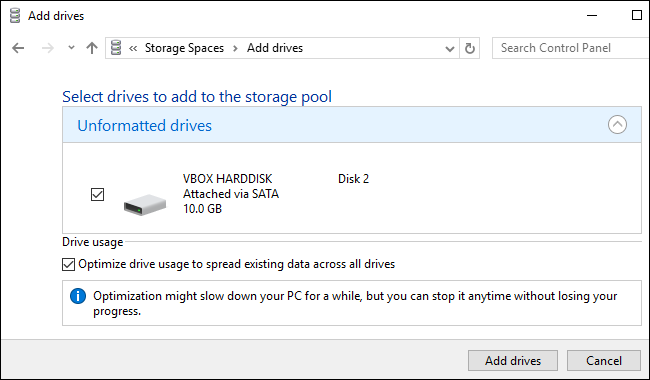 Add drives
« Storage Spaces › Add drives
Search Control Panel
Select drives to add to the storage pool
Unformatted drives
VBOX HARDDISK Disk 2
Attached via SATA
10.0 GB
Drive usage
Optimize drive usage to spread existing data across all drives
Optimization might slow down your PC for a while, but you can stop it anytime without losing your
progress.
Add drives Cancel